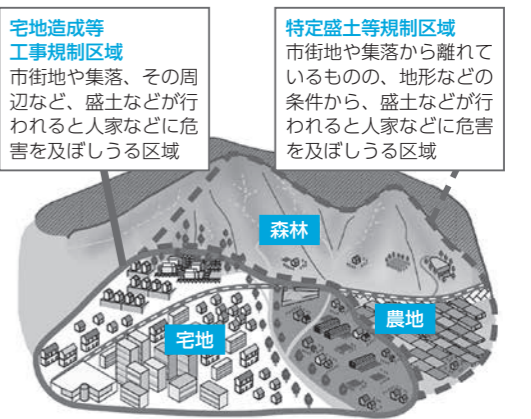 宅地造成等
工事規制区域
市街地や集落、その周
辺など、盛土などが行
われると人家などに危
害を及ぼしうる区域
特定盛土等規制区域
市街地や集落から離れて
いるものの、地形などの
条件から、盛土などが行
われると人家などに危害
を及ぼしうる区域
森林
農地
宅地